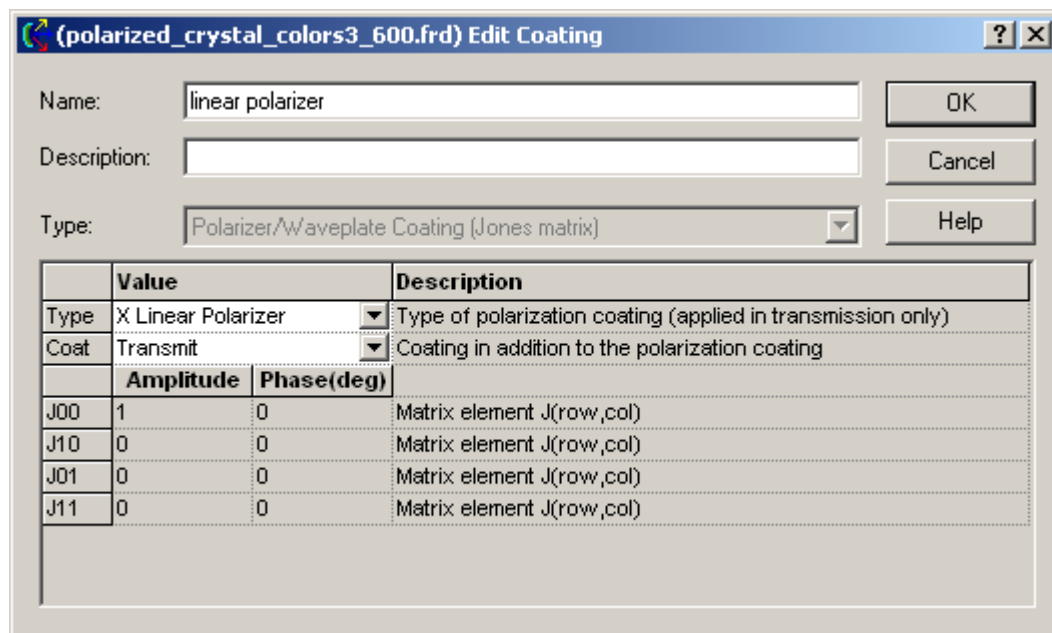 (polarized_crystal_colors3_600.frd) Edit Coating
Name: linear polarizer OK
Description: Cancel
Type: Polarizer/Waveplate Coating (Jones matrix) Help
Value Description
Type X Linear Polarizer Type of polarization coating (applied in transmission only)
Coat Transmit Coating in addition to the polarization coating
Amplitude Phase(deg)
J00 1 0 Matrix element J(row,col)
J10 0 0 Matrix element J(row,col)
J01 0 0 Matrix element J(row,col)
J11 0 0 Matrix element J(row,col)